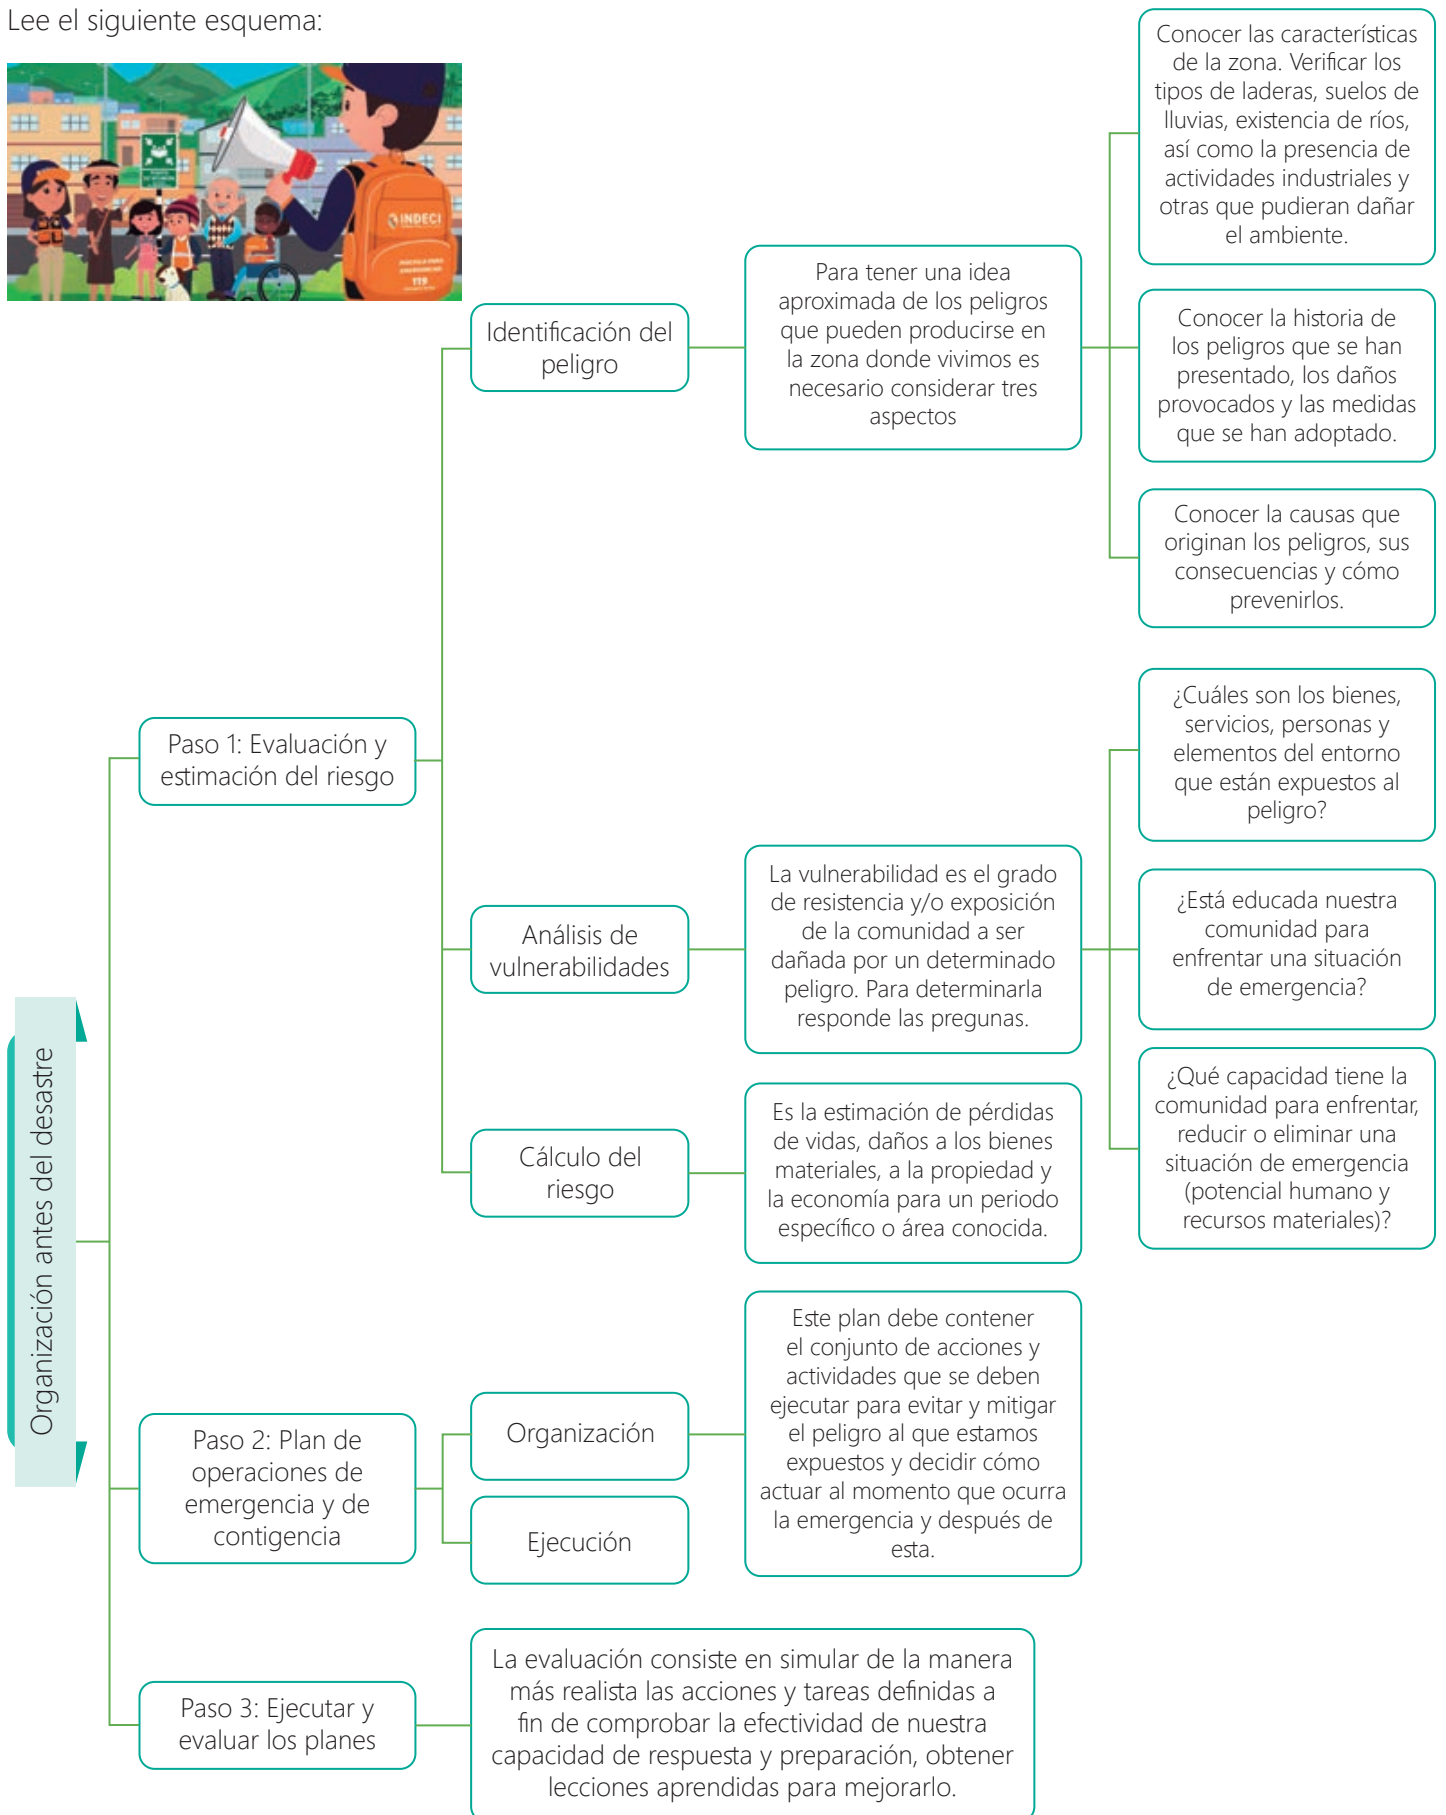 Lee el siguiente esquema:
INDECI
119
Organización antes del desastre
Paso 1: Evaluación y
estimación del riesgo
Identificación del
peligro
Para tener una idea
aproximada de los peligros
que pueden producirse en
la zona donde vivimos es
necesario considerar tres
aspectos
Conocer las características
de la zona. Verificar los
tipos de laderas, suelos de
lluvias, existencia de ríos,
así como la presencia de
actividades industriales y
otras que pudieran dañar
el ambiente.
Conocer la historia de
los peligros que se han
presentado, los daños
provocados y las medidas
que se han adoptado.
Conocer la causas que
originan los peligros, sus
consecuencias y cómo
prevenirlos.
Análisis de
vulnerabilidades
La vulnerabilidad es el grado
de resistencia y/o exposición
de la comunidad a ser
dañada por un determinado
peligro. Para determinarla
responde las pregunas.
¿Cuáles son los bienes,
servicios, personas y
elementos del entorno
que están expuestos al
peligro?
¿Está educada nuestra
comunidad para
enfrentar una situación
de emergencia?
¿Qué capacidad tiene la
comunidad para enfrentar,
reducir o eliminar una
situación de emergencia
(potencial humano y
recursos materiales)?
Cálculo del
riesgo
Es la estimación de pérdidas
de vidas, daños a los bienes
materiales, a la propiedad y
la economía para un periodo
específico o área conocida.
Paso 2: Plan de
operaciones de
emergencia y de
contigencia
Organización
Este plan debe contener
el conjunto de acciones y
actividades que se deben
ejecutar para evitar y mitigar
el peligro al que estamos
expuestos y decidir cómo
actuar al momento que ocurra
la emergencia y después de
esta.
Ejecución
Paso 3: Ejecutar y
evaluar los planes
La evaluación consiste en simular de la manera
más realista las acciones y tareas definidas a
fin de comprobar la efectividad de nuestra
capacidad de respuesta y preparación, obtener
lecciones aprendidas para mejorarlo.